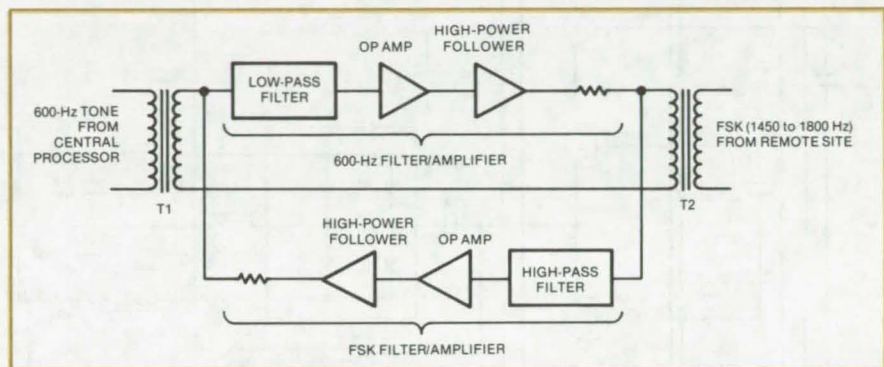 HIGH-POWER
FOLLOWER
OP AMP
LOW-PASS
FILTER
600-Hz TONE
FROM
CENTRAL
PROCESSOR
600-Hz FILTER/AMPLIFIER
FSK (1450 to 1800 Hz)
FROM REMOTE SITE
T1
T2
HIGH-POWER
FOLLOWER
OP AMP
HIGH-PASS
FILTER
FSK FILTER/AMPLIFIER